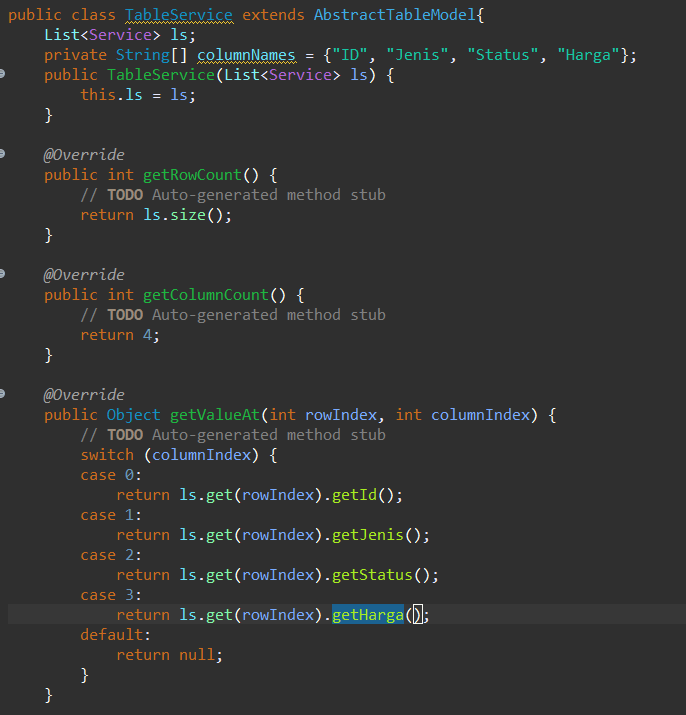 public class TableService extends AbstractTableModel{
    List<Service> ls;
    private String[] columnNames = {"ID", "Jenis", "Status", "Harga"};
    public TableService(List<Service> ls) {
        this.ls = ls;
    }
    @Override
    public int getRowCount() {
        // TODO Auto-generated method stub
        return ls.size();
    }
    @Override
    public int getColumnCount() {
        // TODO Auto-generated method stub
        return 4;
    }
    @Override
    public Object getValueAt(int rowIndex, int columnIndex) {
        // TODO Auto-generated method stub
        switch (columnIndex) {
        case 0:
            return ls.get(rowIndex).getId();
        case 1:
            return ls.get(rowIndex).getJenis();
        case 2:
            return ls.get(rowIndex).getStatus();
        case 3:
            return ls.get(rowIndex).getHarga();
        default:
            return null;
        }
    }